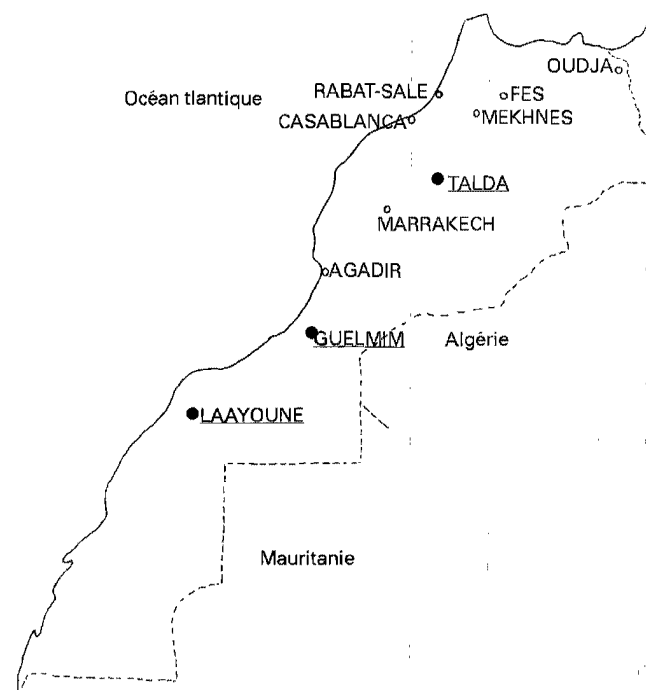 OUDJA
Océan tlantique
RABAT-SALE
FES
CASABLANCA
MEKHNES
TALDA
MARRAKECH
AGADIR
GUELMIM
Algérie
LAAYOUNE
Mauritanie